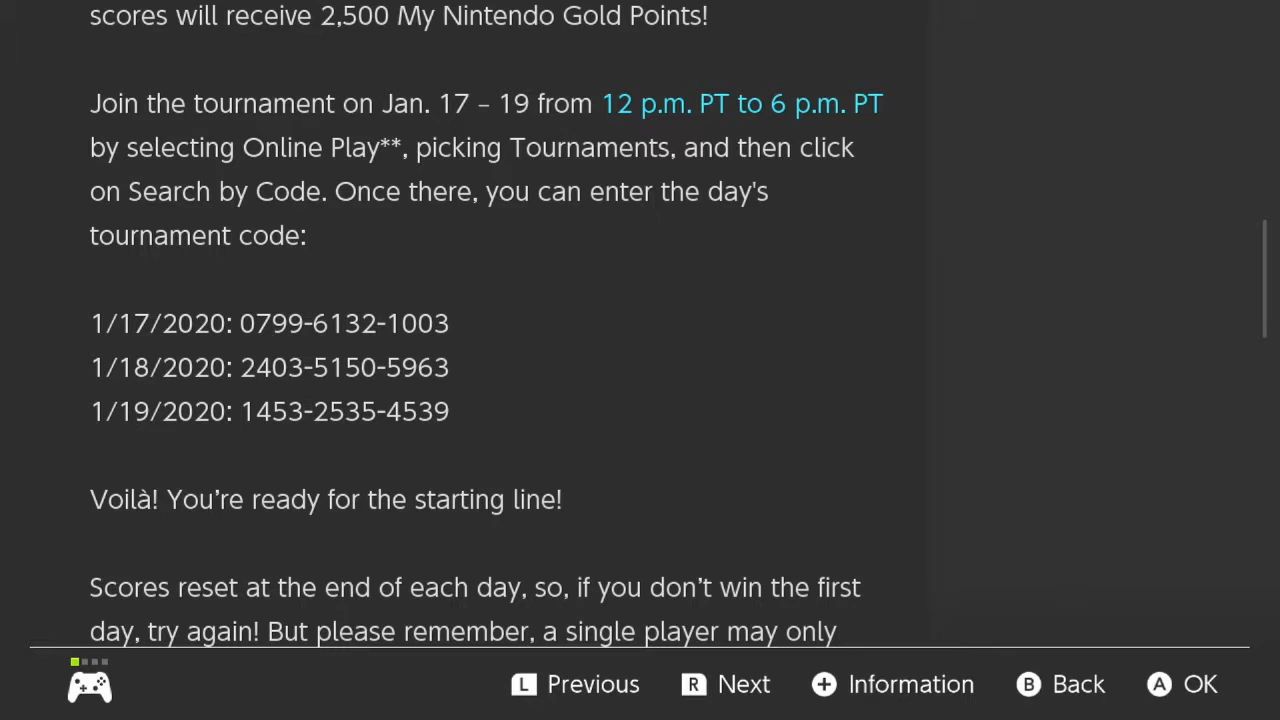 scores will receive 2,500 My Nintendo Gold Points!
Join the tournament on Jan. 17 – 19 from 12 p.m. PT to 6 p.m. PT
by selecting Online Play**, picking Tournaments, and then click
on Search by Code. Once there, you can enter the day's
tournament code:
1/17/2020: 0799-6132-1003
1/18/2020: 2403-5150-5963
1/19/2020: 1453-2535-4539
Voilà! You’re ready for the starting line!
Scores reset at the end of each day, so, if you don’t win the first
day, try again! But please remember, a single player may only
L Previous R Next + Information B Back A OK